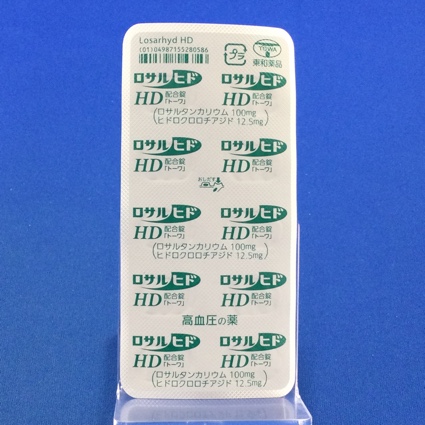 Losarhyd HD
(01)04987155280586
プラ
TOWA
東和薬品
ロサルヒド ロサルヒド
HD 配合錠「トーワ」 HD 配合錠「トーワ」
(ロサルタンカリウム 100mg
ヒドロクロロチアジド 12.5mg)
ロサルヒド ロサルヒド
HD 配合錠「トーワ」 HD 配合錠「トーワ」
おしだす
ロサルヒド ロサルヒド
HD 配合錠「トーワ」 HD 配合錠「トーワ」
(ロサルタンカリウム 100mg
ヒドロクロロチアジド 12.5mg)
ロサルヒド ロサルヒド
HD 配合錠「トーワ」 HD 配合錠「トーワ」
高血圧の薬
ロサルヒド ロサルヒド
HD 配合錠「トーワ」 HD 配合錠「トーワ」
(ロサルタンカリウム 100mg
ヒドロクロロチアジド 12.5mg)